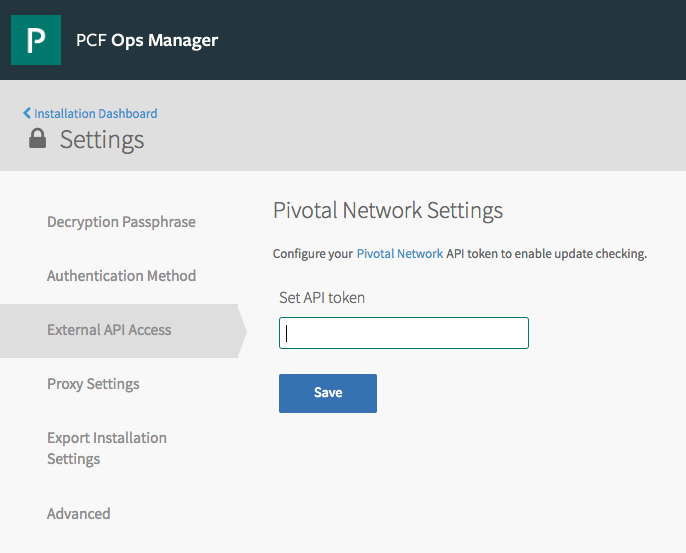 P
PCF Ops Manager
Installation Dashboard
Settings
Decryption Passphrase
Authentication Method
External API Access
Proxy Settings
Export Installation
Settings
Advanced
Pivotal Network Settings
Configure your Pivotal Network API token to enable update checking.
Set API token
Save